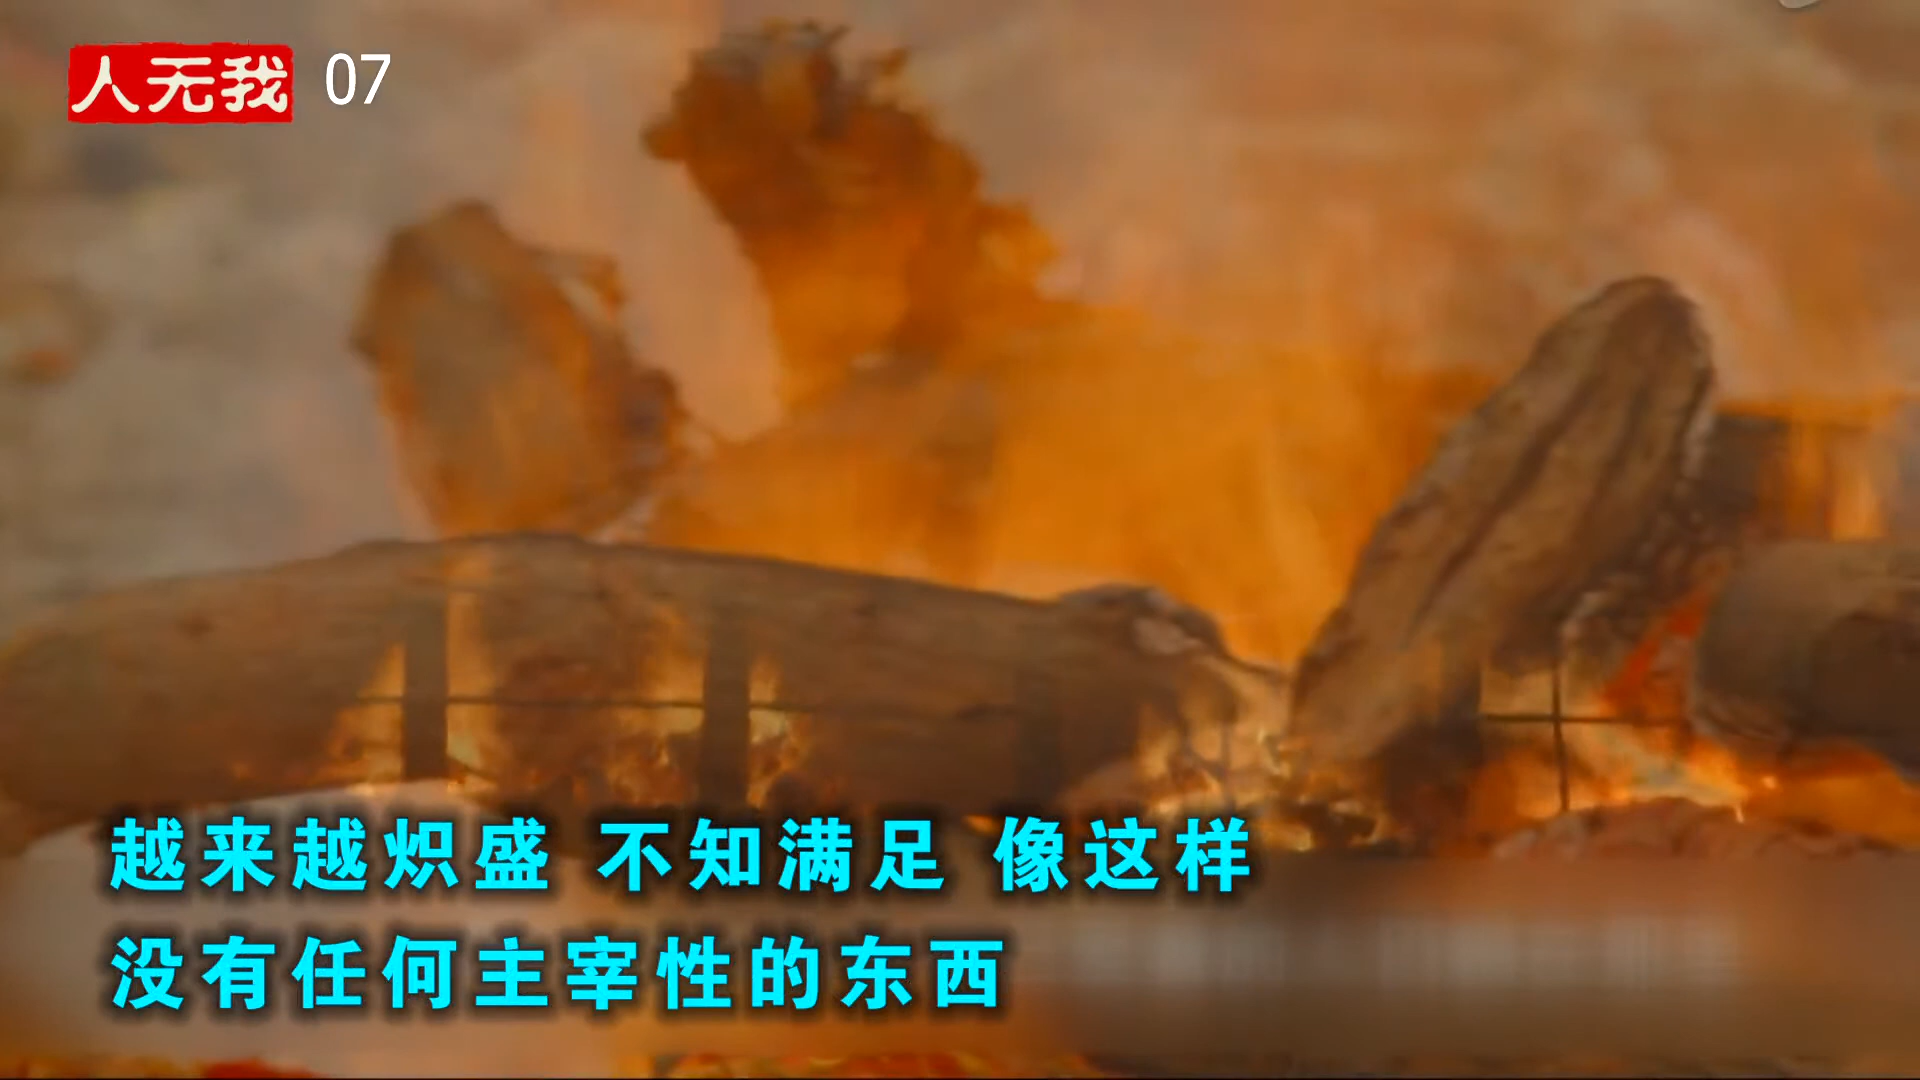 人无我 07
越来越炽盛 不知满足 像这样
没有任何主宰性的东西